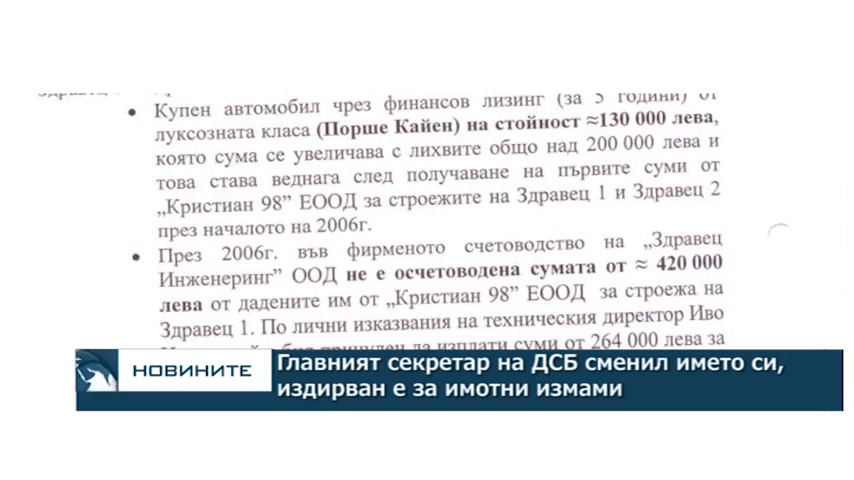 • Купен автомобил чрез финансов лизинг (за 5 години) от
луксозната класа (Порше Кайен) на стойност ≈130 000 лева,
която сума се увеличава с лихвите общо над 200 000 лева и
това става веднага след получаване на първите суми от
„Кристиан 98” ЕООД за строежите на Здравец 1 и Здравец 2
през началото на 2006г.
• През 2006г. във фирменото счетоводство на „Здравец
Инженеринг” ООД не е осчетоводена сумата от ≈ 420 000
лева от дадените им от „Кристиан 98” ЕООД за строежа на
Здравец 1. По лични изказвания на техническия директор Иво
да изплати суми от 264 000 лева за
НОВИНИТЕ
Главният секретар на ДСБ сменил името си,
издирван е за имотни измами